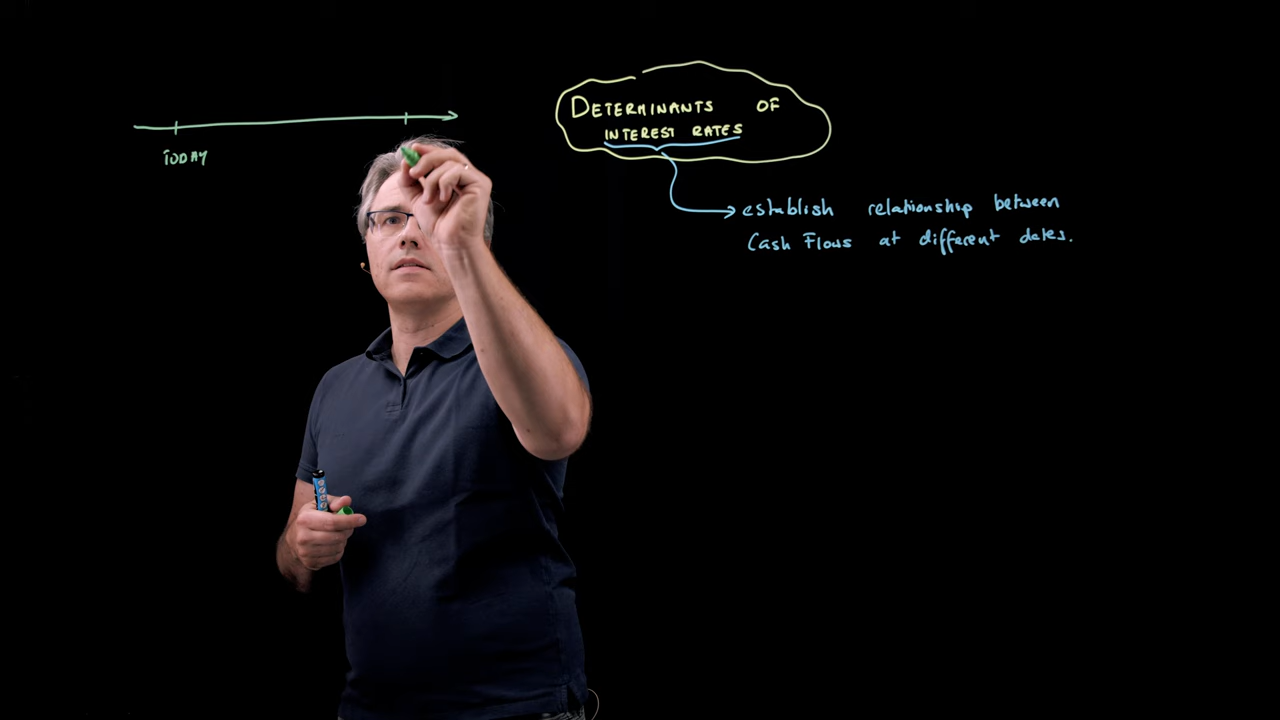 TODAY
DETERMINANTS OF
INTEREST RATES
establish relationship between
Cash Flows at different dates.